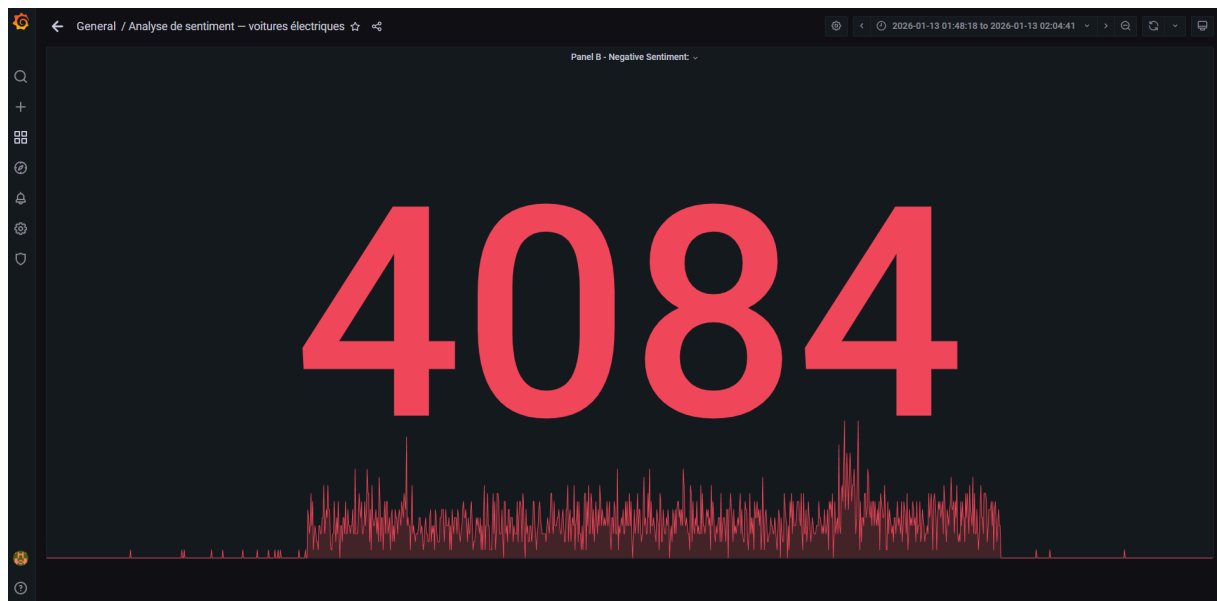 General / Analyse de sentiment — voitures électriques
2026-01-13 01:48:18 to 2026-01-13 02:04:41
Panel B - Negative Sentiment:
4084